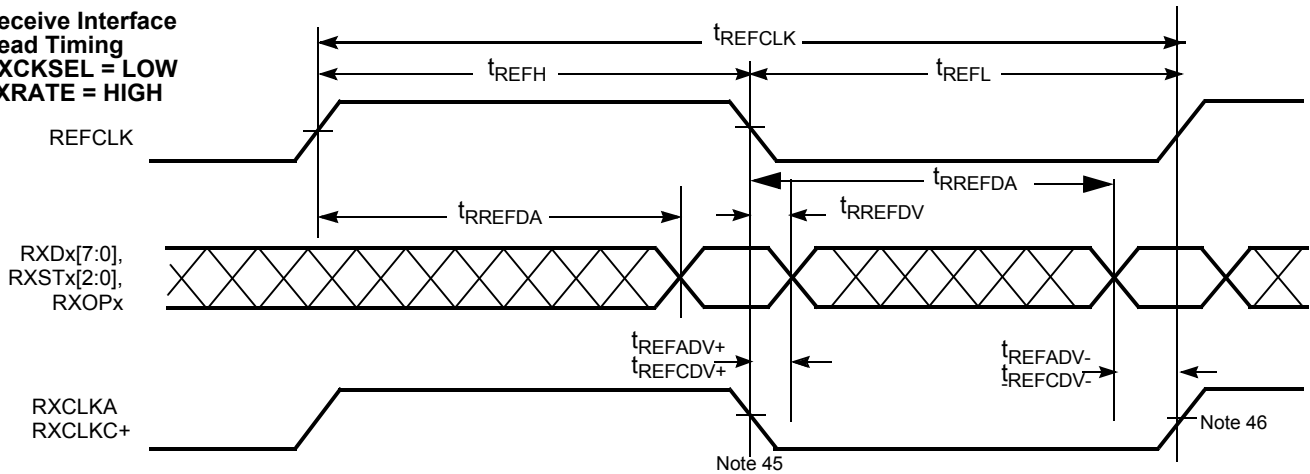 eceive Interface
ead Timing
XCKSEL = LOW
XRATE = HIGH
tREFCLK
tREFH
tREFL
REFCLK
tRREFDA
tRREFDA
tRREFDV
RXDx[7:0],
RXSTx[2:0],
RXOPx
tREFADV+
tREFCDV+
tREFADV-
tREFCDV-
RXCLKA
RXCLKC+
Note 45
Note 46